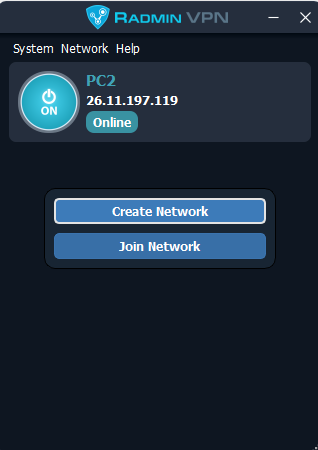 RADMIN VPN
System Network Help
PC2
26.11.197.119
ON
Online
Create Network
Join Network